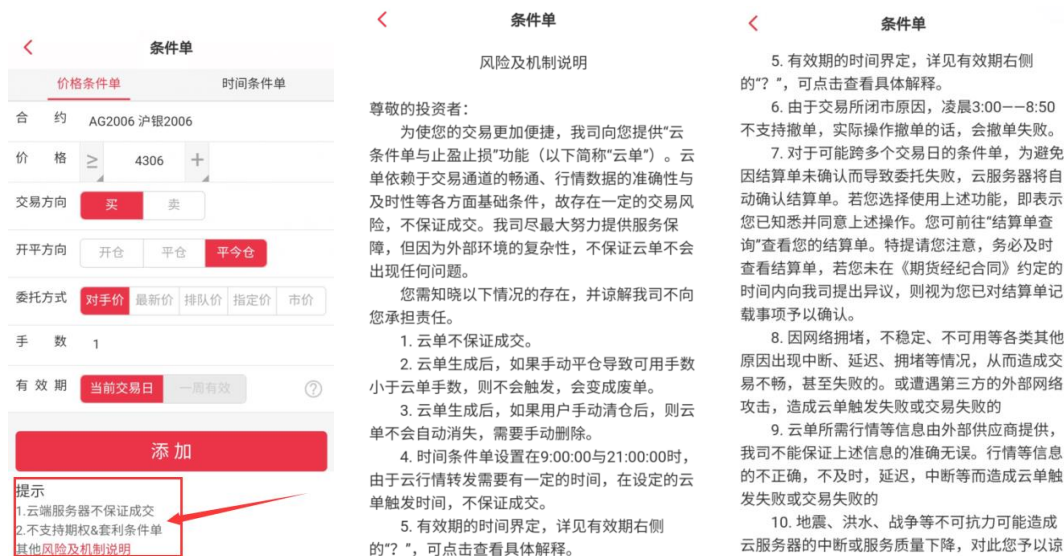 条件单
价格条件单 时间条件单
合 约 AG2006 沪银2006
价 格 ≥ 4306 +
交易方向 买 卖
开平方向 开仓 平仓 平今仓
委托方式 对手价 最新价 排队价 指定价 市价
手 数 1
有 效 期 当前交易日 一周有效 ?
添 加
提示
1.云端服务器不保证成交
2.不支持期权&套利条件单
其他风险及机制说明
条件单
风险及机制说明
尊敬的投资者：
为使您的交易更加便捷，我司向您提供“云
条件单与止盈止损”功能（以下简称“云单”）。云
单依赖于交易通道的畅通、行情数据的准确性与
及时性等各方面基础条件，故存在一定的交易风
险，不保证成交。我司尽最大努力提供服务保
障，但因为外部环境的复杂性，不保证云单不会
出现任何问题。
您需知晓以下情况的存在，并谅解我司不向
您承担责任。
1. 云单不保证成交。
2. 云单生成后，如果手动平仓导致可用手数
小于云单手数，则不会触发，会变成废单。
3. 云单生成后，如果用户手动清仓后，则云
单不会自动消失，需要手动删除。
4. 时间条件单设置在9:00:00与21:00:00时，
由于云行情转发需要有一定的时间，在设定的云
单触发时间，不保证成交。
5. 有效期的时间界定，详见有效期右侧
的“？”，可点击查看具体解释。
条件单
5. 有效期的时间界定，详见有效期右侧
的“？”，可点击查看具体解释。
6. 由于交易所闭市原因，凌晨3:00——8:50
不支持撤单，实际操作撤单的话，会撤单失败。
7. 对于可能跨多个交易日的条件单，为避免
因结算单未确认而导致委托失败，云服务器将自
动确认结算单。若您选择使用上述功能，即表示
您已知悉并同意上述操作。您可前往“结算单查
询”查看您的结算单。特提请您注意，务必及时
查看结算单，若您未在《期货经纪合同》约定的
时间内向我司提出异议，则视为您已对结算单记
载事项予以确认。
8. 因网络拥堵，不稳定、不可用等各类其他
原因出现中断、延迟、拥堵等情况，从而造成交
易不畅，甚至失败的。或遭遇第三方的外部网络
攻击，造成云单触发失败或交易失败的
9. 云单所需行情等信息由外部供应商提供，
我司不能保证上述信息的准确无误。行情等信息
的不正确，不及时，延迟，中断等而造成云单触
发失败或交易失败的
10. 地震、洪水、战争等不可抗力可能造成
云服务器的中断或服务质量下降，对此您予以谅